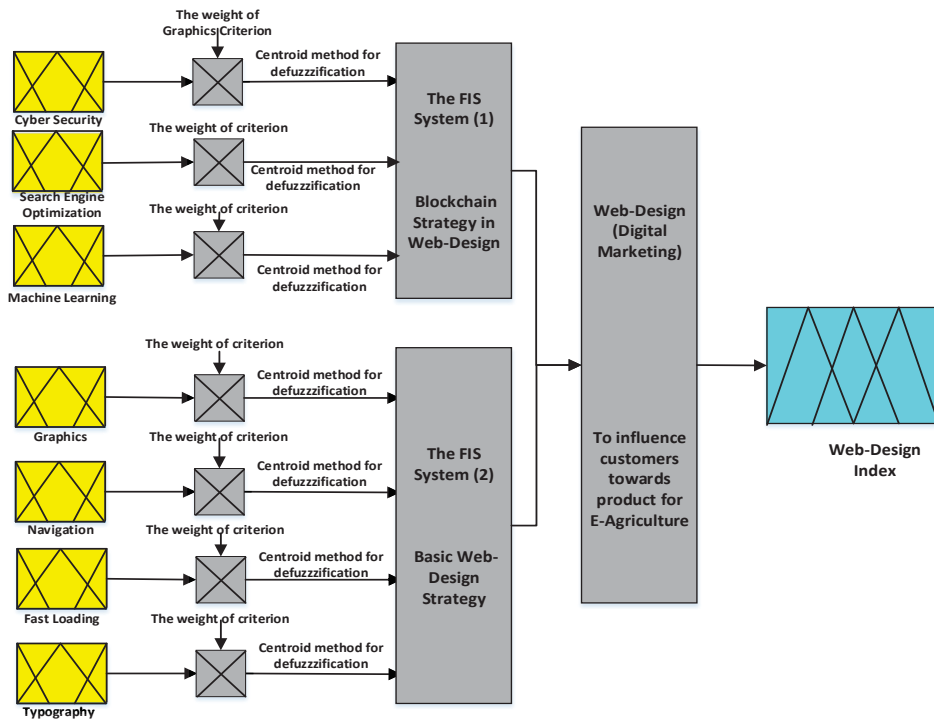 The weight of
Graphics Criterion
Centroid method for
defuzzzification
Cyber Security
The weight of criterion
Centroid method for
defuzzzification
Search Engine
Optimization
The weight of criterion
Centroid method for
defuzzzification
Machine Learning
The FIS
System (1)
Blockchain
Strategy in
Web-Design
The weight of criterion
Centroid method for
defuzzzification
Graphics
The weight of criterion
Centroid method for
defuzzzification
Navigation
The weight of criterion
Centroid method for
defuzzzification
Fast Loading
The weight of criterion
Centroid method for
defuzzzification
Typography
The FIS
System (2)
Basic Web-
Design
Strategy
Web-Design
(Digital
Marketing)
To influence
customers
towards
product for
E-Agriculture
Web-Design
Index